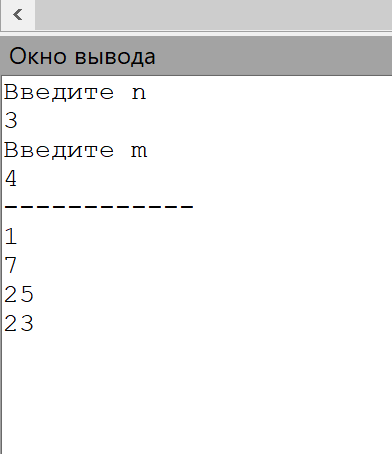 Окно вывода
Введите n
3
Введите m
4
------------
1
7
25
23